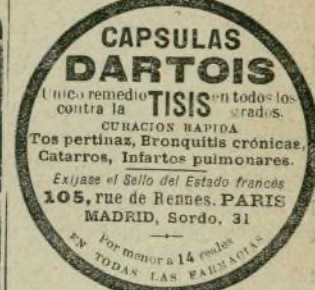 CAPSULAS
DARTOIS
Unico remedio en todos los
contra la TISIS grados.
CURACION RAPIDA
Tos pertinaz, Bronquitis crónicas,
Catarros, Infartos pulmonares.
Exíjase el Sello del Estado francés
105, rue de Rennes. PARIS
MADRID, Sordo, 31
Por menor a 14 reales
EN TODAS LAS FARMACIAS